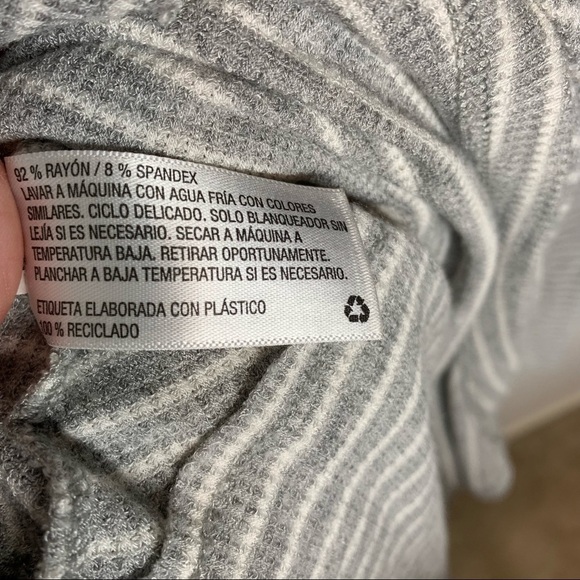 92 % RAYÓN / 8 % SPANDEX
LAVAR A MÁQUINA CON AGUA FRÍA CON COLORES
SIMILARES. CICLO DELICADO. SOLO BLANQUEADOR SIN
LEJÍA SI ES NECESARIO. SECAR A MÁQUINA A
TEMPERATURA BAJA. RETIRAR OPORTUNAMENTE.
PLANCHAR A BAJA TEMPERATURA SI ES NECESARIO.
ETIQUETA ELABORADA CON PLÁSTICO
100 % RECICLADO